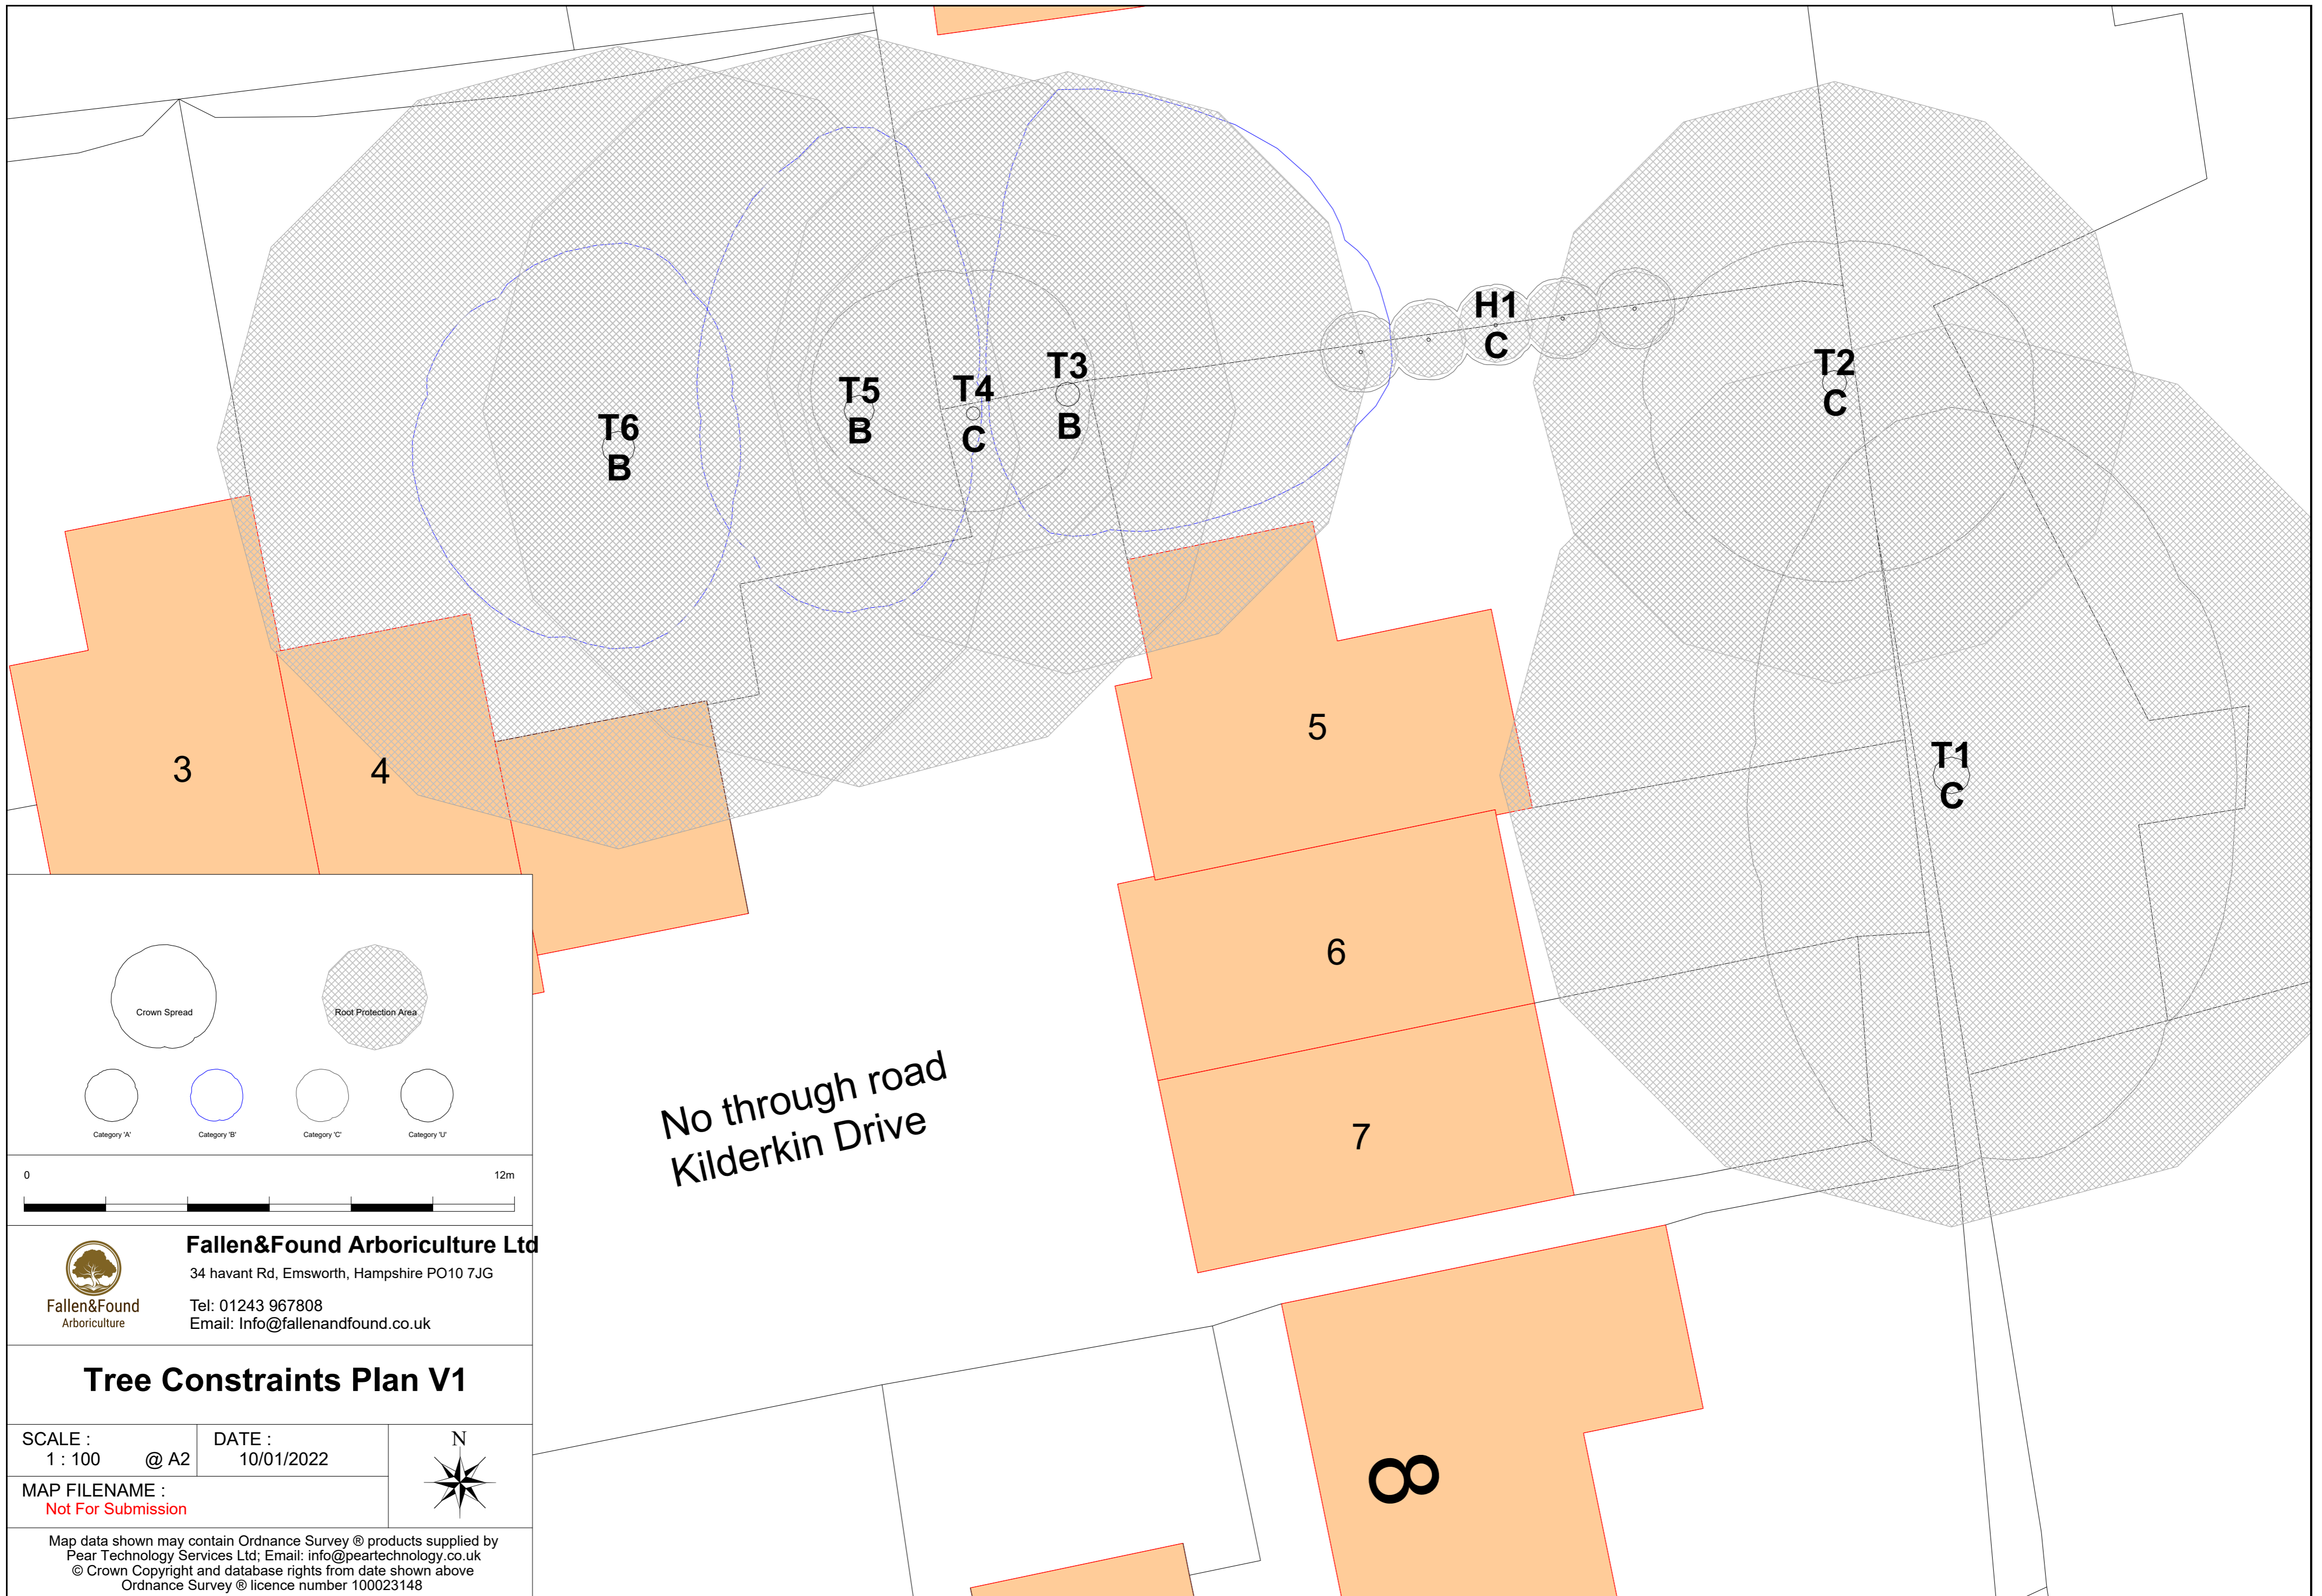 T6
B
T5
B
T4
C
T3
B
H1
C
T2
C
T1
C
3
4
5
6
7
8
No through road
Kilderkin Drive
Crown Spread
Root Protection Area
Category 'A'
Category 'B'
Category 'C'
Category 'U'
0
12m
Fallen&Found
Arboriculture
Fallen&Found Arboriculture Ltd
34 havant Rd, Emsworth, Hampshire PO10 7JG
Tel: 01243 967808
Email: Info@fallenandfound.co.uk
Tree Constraints Plan V1
SCALE :
1 : 100 @ A2
DATE :
10/01/2022
N
MAP FILENAME :
Not For Submission
Map data shown may contain Ordnance Survey ® products supplied by
Pear Technology Services Ltd; Email: info@peartechnology.co.uk
© Crown Copyright and database rights from date shown above
Ordnance Survey ® licence number 100023148